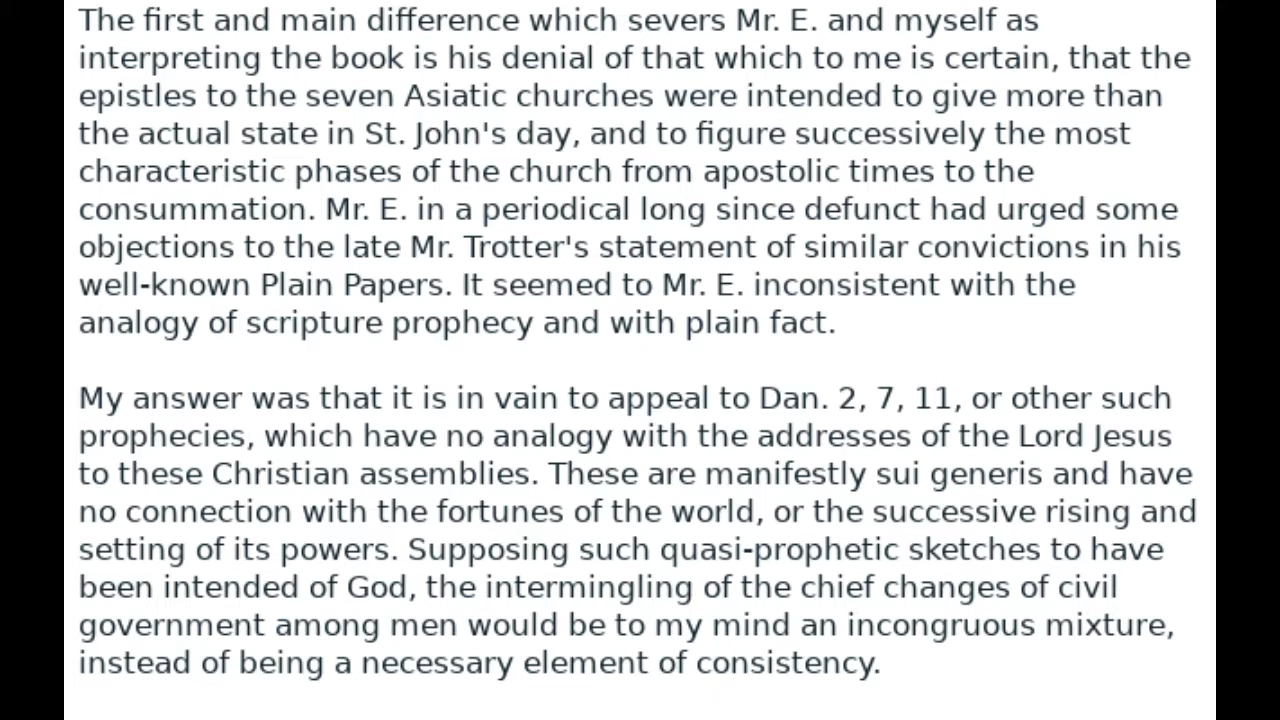 The first and main difference which severs Mr. E. and myself as
interpreting the book is his denial of that which to me is certain, that the
epistles to the seven Asiatic churches were intended to give more than
the actual state in St. John's day, and to figure successively the most
characteristic phases of the church from apostolic times to the
consummation. Mr. E. in a periodical long since defunct had urged some
objections to the late Mr. Trotter's statement of similar convictions in his
well-known Plain Papers. It seemed to Mr. E. inconsistent with the
analogy of scripture prophecy and with plain fact.

My answer was that it is in vain to appeal to Dan. 2, 7, 11, or other such
prophecies, which have no analogy with the addresses of the Lord Jesus
to these Christian assemblies. These are manifestly sui generis and have
no connection with the fortunes of the world, or the successive rising and
setting of its powers. Supposing such quasi-prophetic sketches to have
been intended of God, the intermingling of the chief changes of civil
government among men would be to my mind an incongruous mixture,
instead of being a necessary element of consistency.